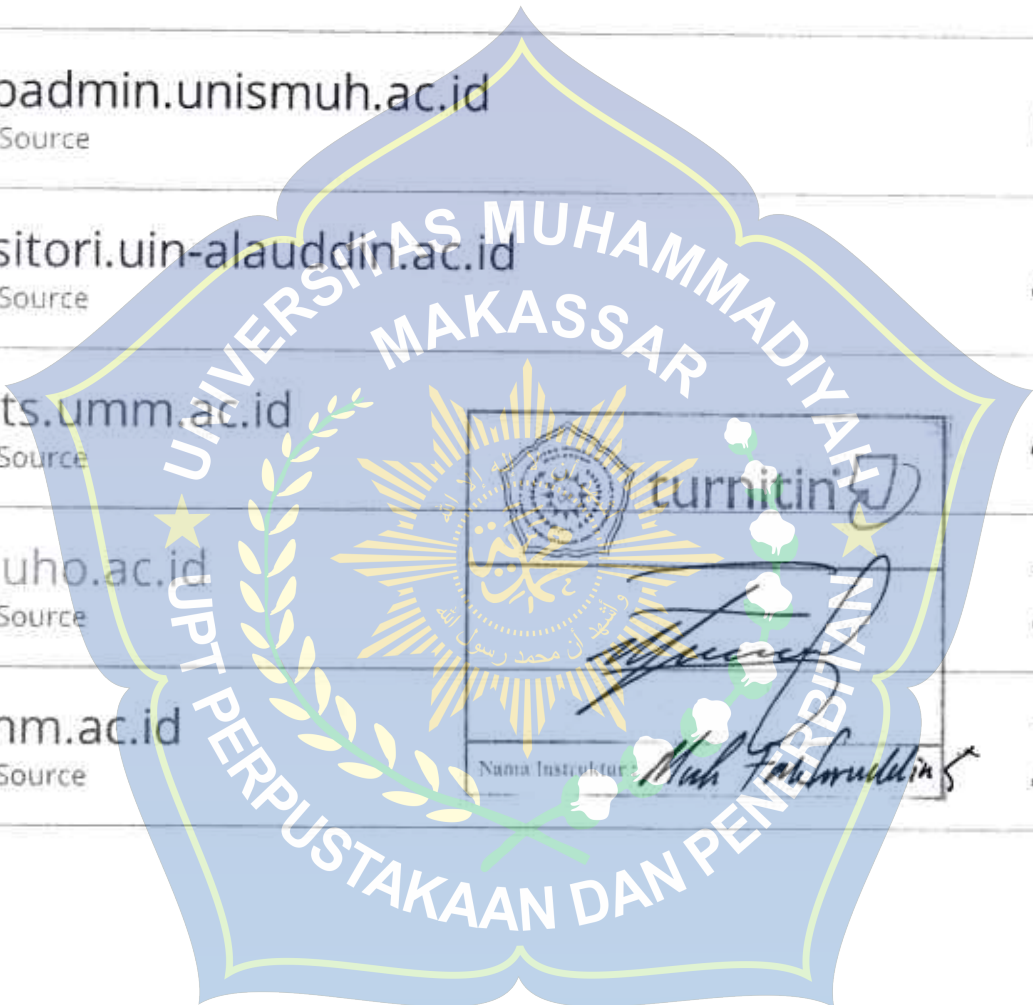 padmin.unismuh.ac.id
Source
sitori.uin-alauddin.ac.id
Source
ts.umm.ac.id
Source
uho.ac.id
Source
nm.ac.id
Source
UNIVERSITAS MUHAMMADIYAH
MAKASSAR
UPT PERPUSTAKAAN DAN PENERBITAN
turnitin
Nama Instruktur :
Muh